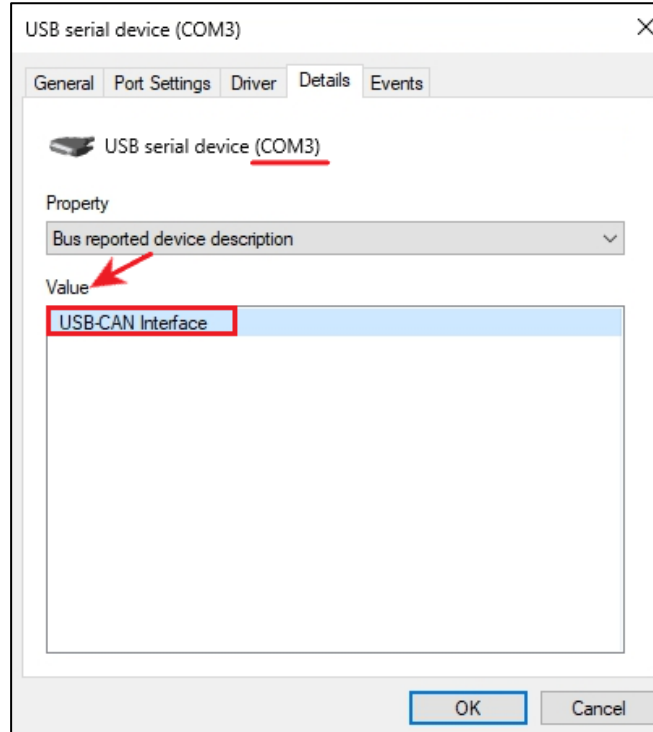 USB serial device (COM3)
General Port Settings Driver Details Events
USB serial device (COM3)
Property
Bus reported device description
Value
USB-CAN Interface
OK Cancel